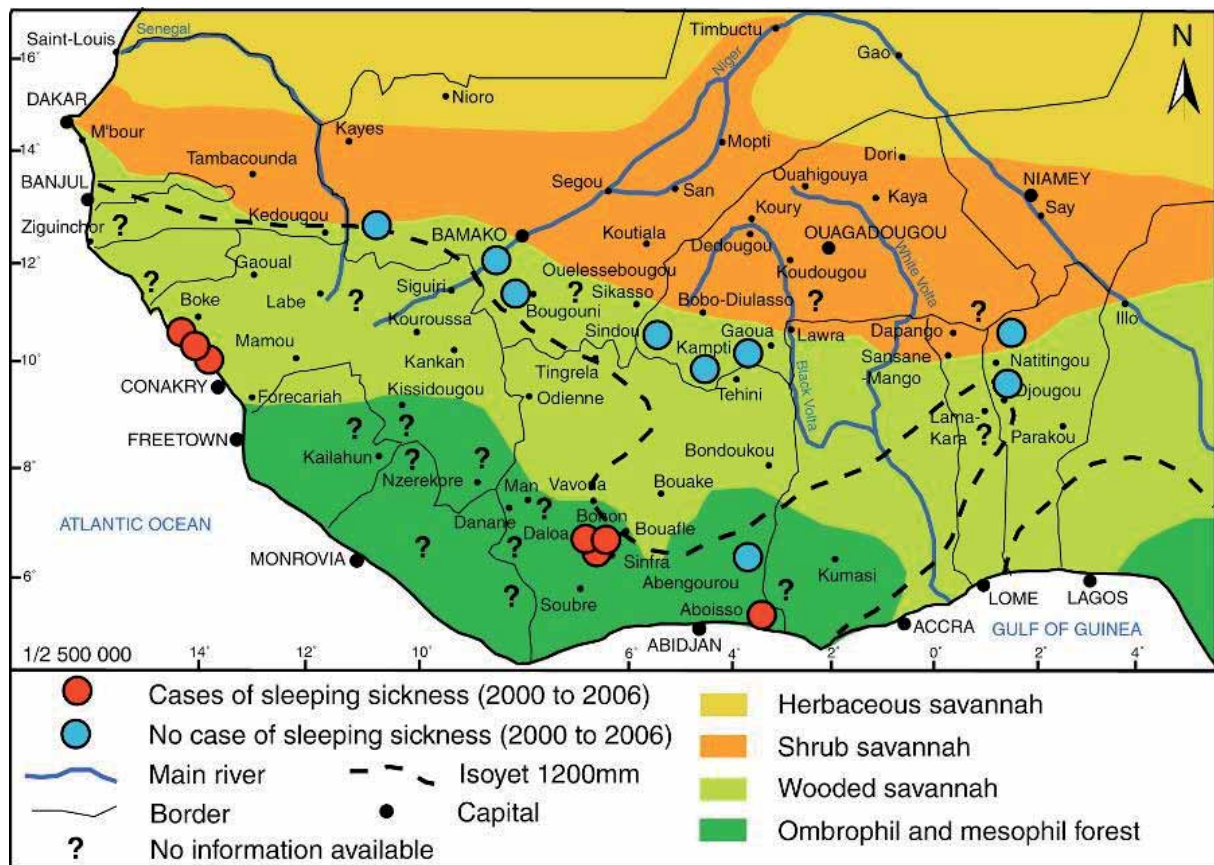 Timbuctu
N
Saint-Louis
Senegal
Gao
16°
Niger
Nioro
DAKAR
Kayes
M'bour
Mopti
14°
Tambacounda
Dori
Ouahigouya
BANJUL
Segou
San
Kaya
NIAMEY
Say
Koury
Kedougou
Ziguinchor
?
BAMAKO
Koutiala
OUAGADOUGOU
Dedougou
White Volta
12°
Gaoual
Ouelessebougou
Koudougou
?
Labe
?
Siguiri
?
Sikasso
Bobo-Diulasso
?
?
Boke
Bougouni
Illo
Kouroussa
Sindou
Gaoua
Lawra
Dapango
Mamou
Kampti
Sansane
-Mango
Natitingou
10°
Kankan
Tingrela
CONAKRY
Kissidougou
Tehini
Djougou
Forecariah
Odienne
Black Volta
Lama-
Kara
?
Parakou
FREETOWN
?
?
8°
Kailahun
?
?
Bondoukou
Nzerekore
Man
Vavoua
Bouake
ATLANTIC OCEAN
Danane
?
Bonon
Daloa
Bouafle
MONROVIA
?
?
Sinfra
6°
Abengourou
Kumasi
?
Soubre
?
Aboisso
LOME
LAGOS
ABIDJAN
ACCRA
GULF OF GUINEA
1/2 500 000
14°
12°
10°
8°
6°
4°
2°
0°
2°
4°
Cases of sleeping sickness (2000 to 2006)
No case of sleeping sickness (2000 to 2006)
Main river
Isoyet 1200mm
Border
Capital
?
No information available
Herbaceous savannah
Shrub savannah
Wooded savannah
Ombrophil and mesophil forest